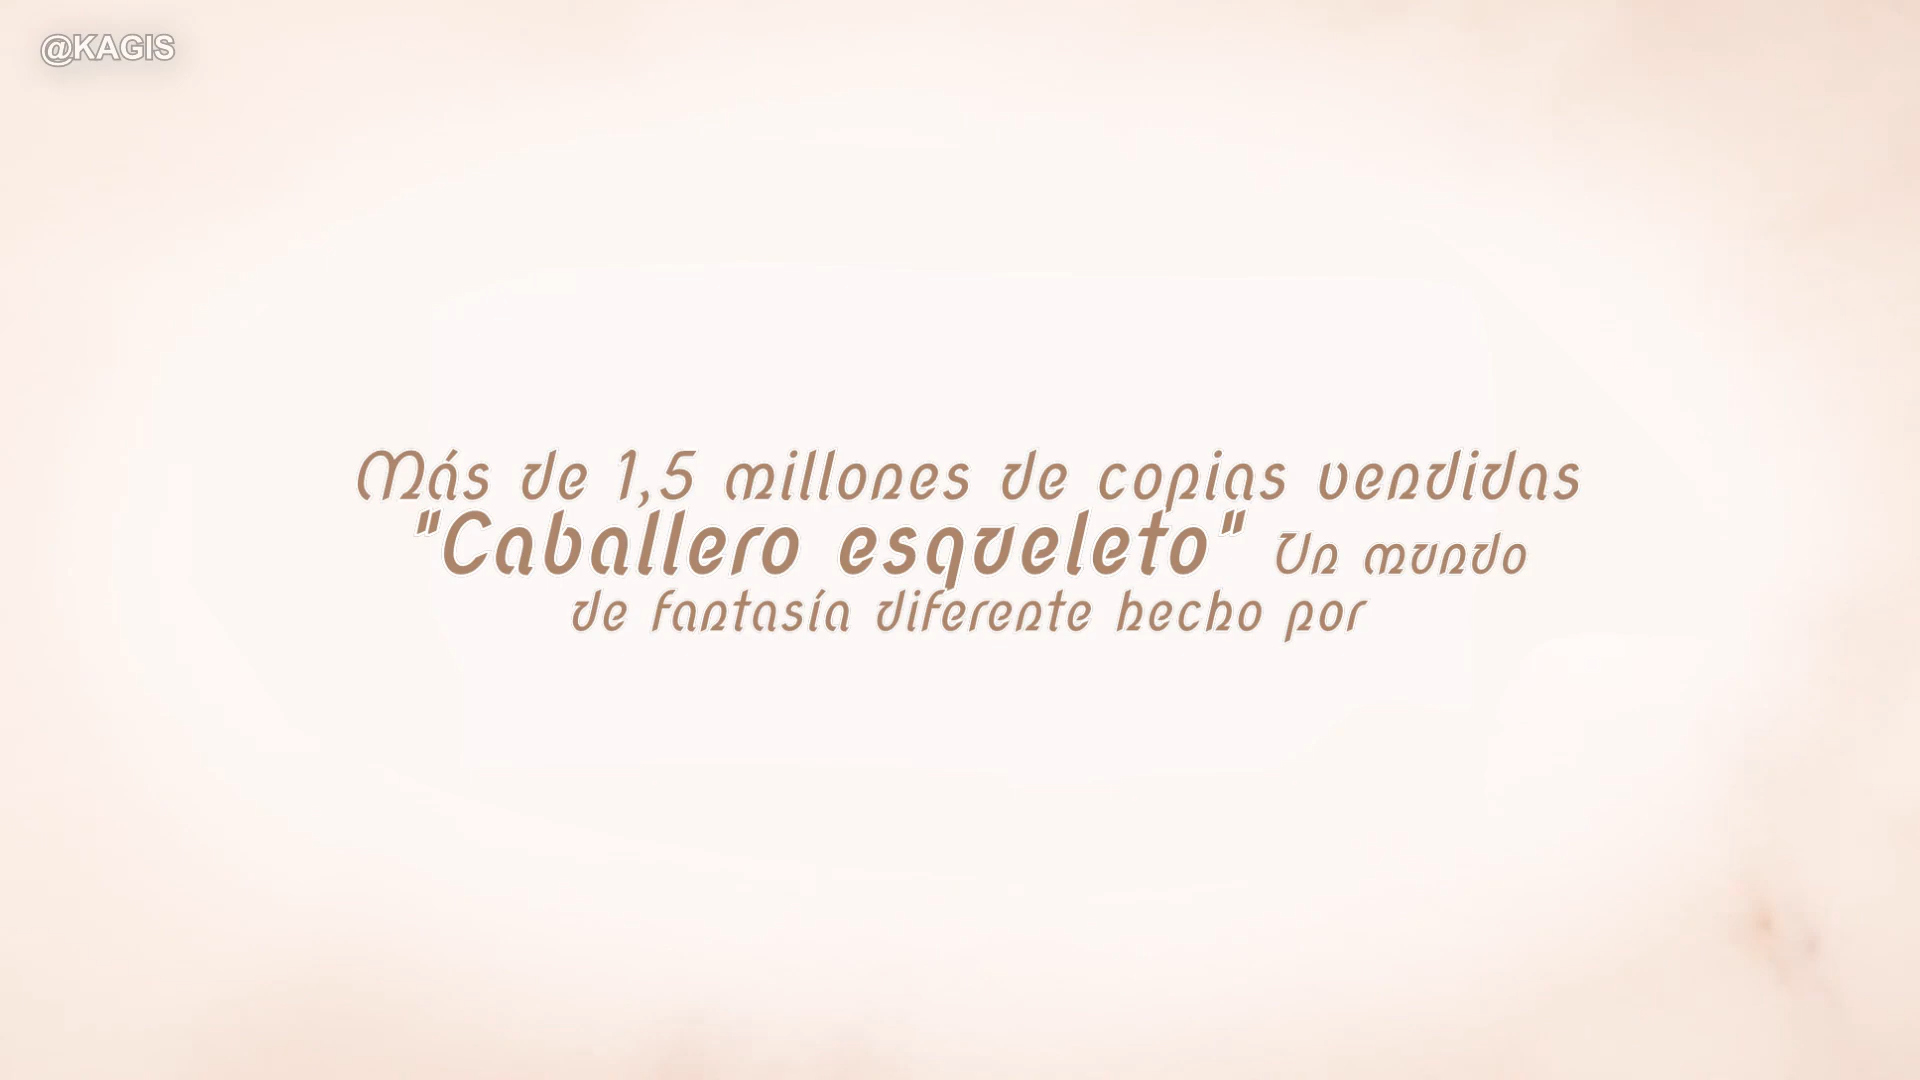 @KAGIS
Más de 1,5 millones de copias vendidas
"Caballero esqueleto" Un mundo
de fantasía diferente hecho por